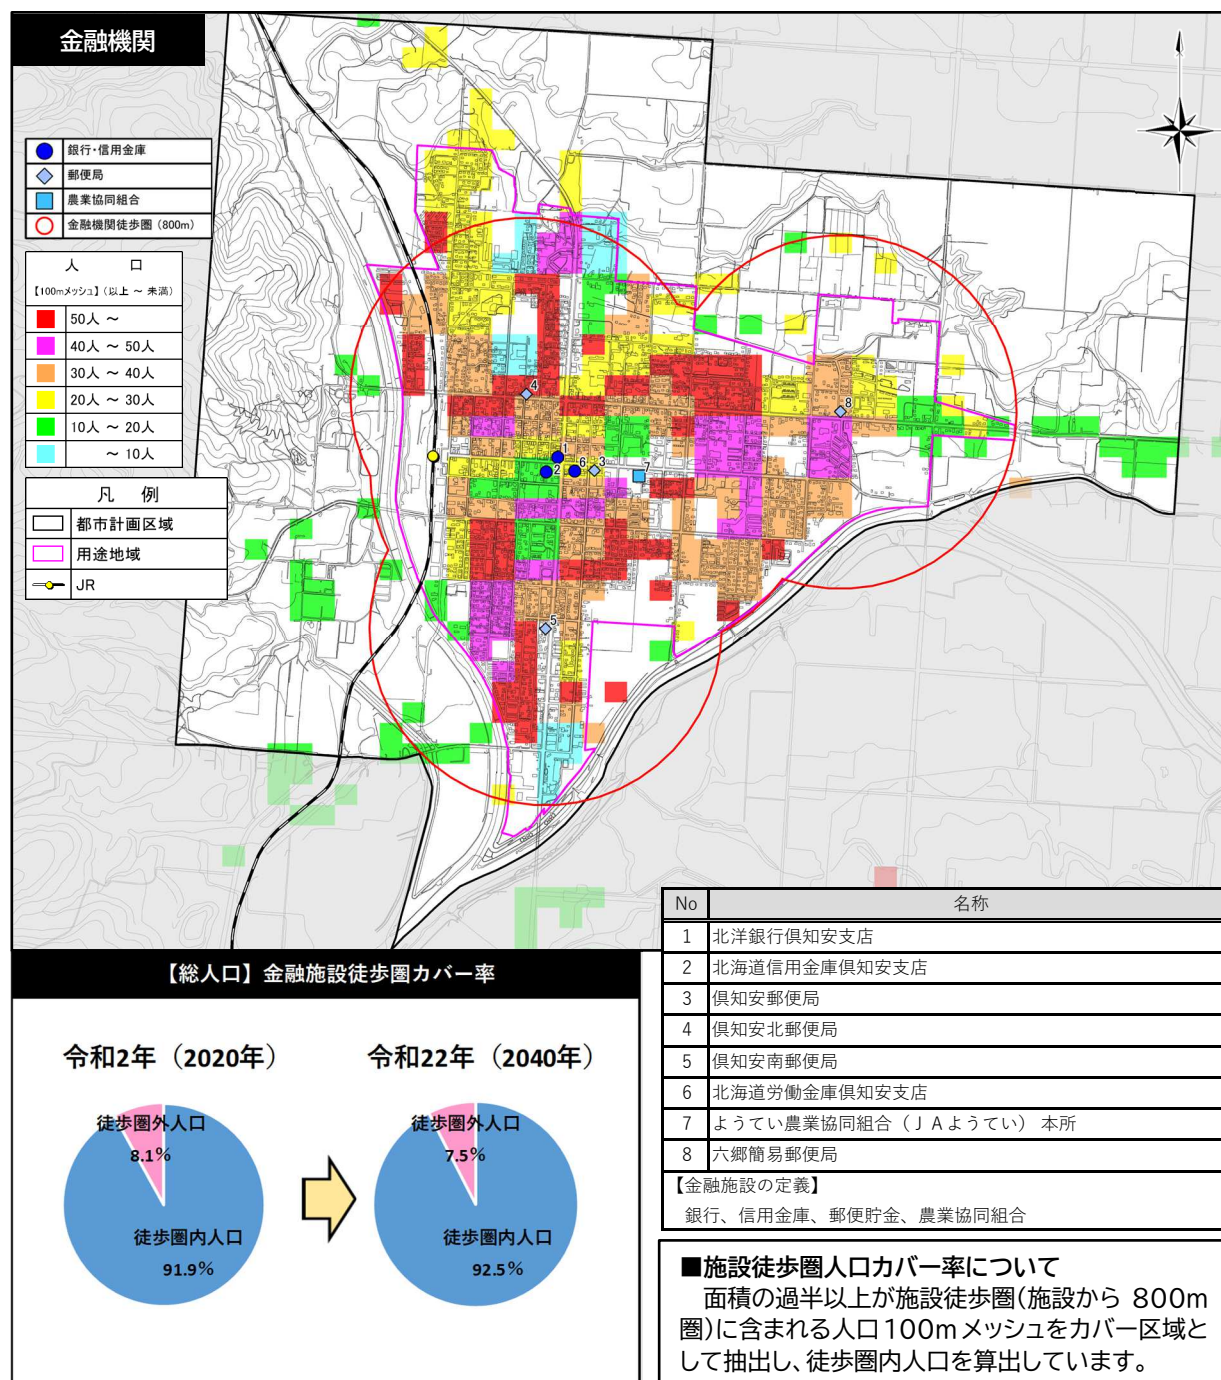 金融機関
銀行・信用金庫
郵便局
農業協同組合
金融機関徒歩圏（800m）
人　口
【100mメッシュ】（以上 ～ 未満）
50人 ～
40人 ～ 50人
30人 ～ 40人
20人 ～ 30人
10人 ～ 20人
～ 10人
凡　例
都市計画区域
用途地域
JR
4
8
1
2
6
3
7
5
No 名称
1 北洋銀行倶知安支店
2 北海道信用金庫倶知安支店
3 倶知安郵便局
4 倶知安北郵便局
5 倶知安南郵便局
6 北海道労働金庫倶知安支店
7 ようてい農業協同組合（ＪＡようてい） 本所
8 六郷簡易郵便局
【金融施設の定義】
銀行、信用金庫、郵便貯金、農業協同組合
【総人口】金融施設徒歩圏カバー率
令和2年（2020年）
徒歩圏外人口
8.1%
徒歩圏内人口
91.9%
令和22年（2040年）
徒歩圏外人口
7.5%
徒歩圏内人口
92.5%
■施設徒歩圏人口カバー率について
面積の過半以上が施設徒歩圏(施設から 800m
圏)に含まれる人口100mメッシュをカバー区域と
して抽出し、徒歩圏内人口を算出しています。